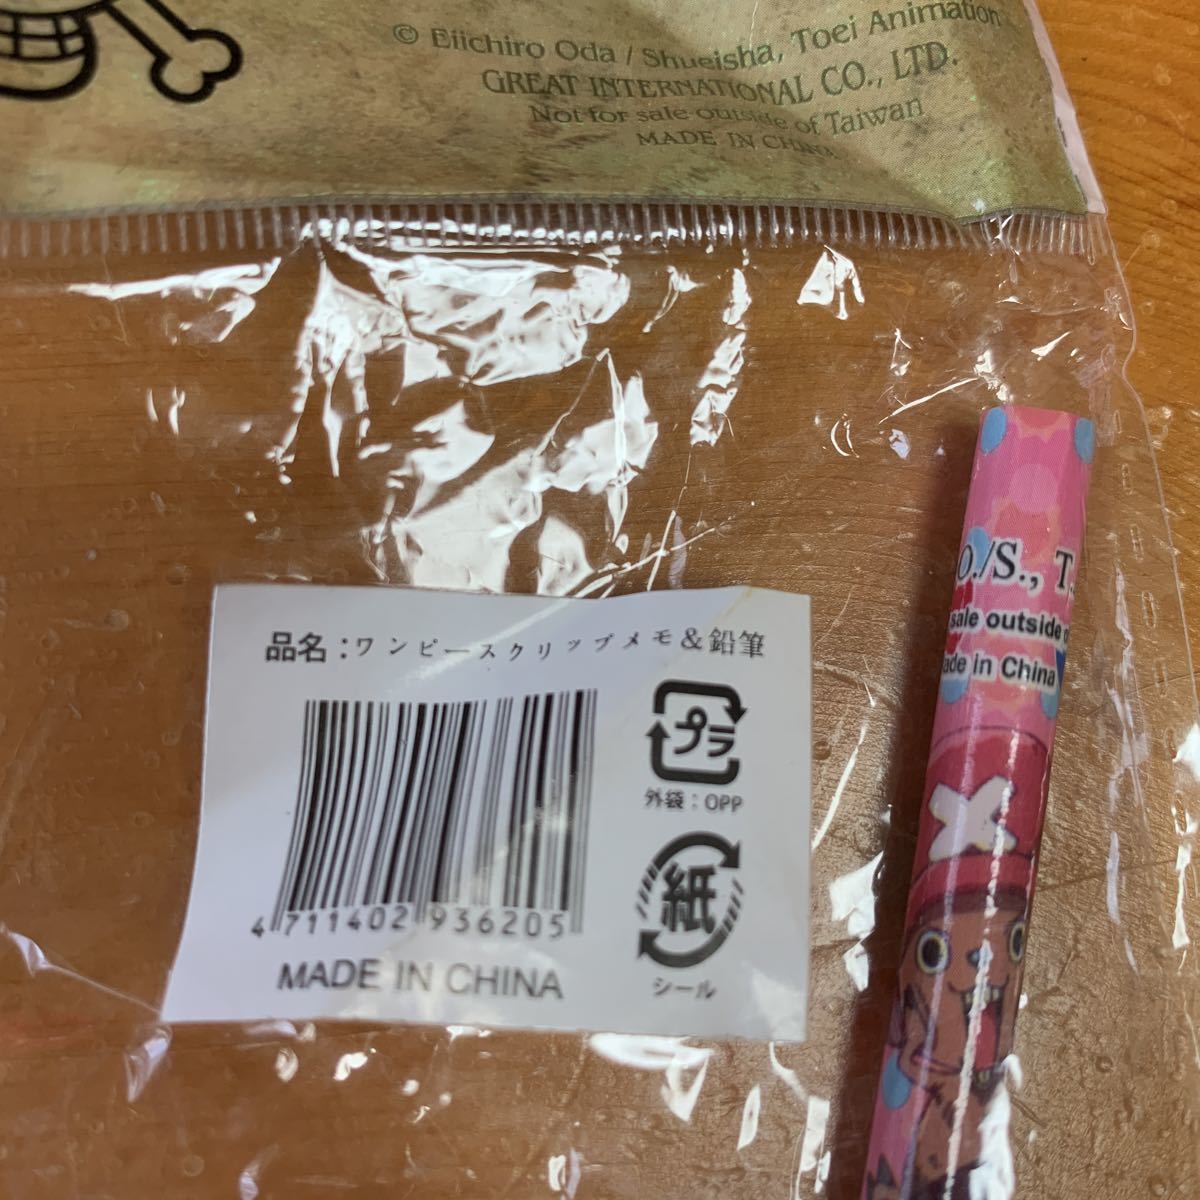 © Eiichiro Oda / Shueisha, Toei Animation
GREAT INTERNATIONAL CO., LTD.
Not for sale outside of Taiwan
MADE IN CHINA
O./S., T.
sale outside o
ade in China
品名:ワンピースクリップメモ&鉛筆
プラ
外袋:OPP
紙
シール
4 711402 936205
MADE IN CHINA